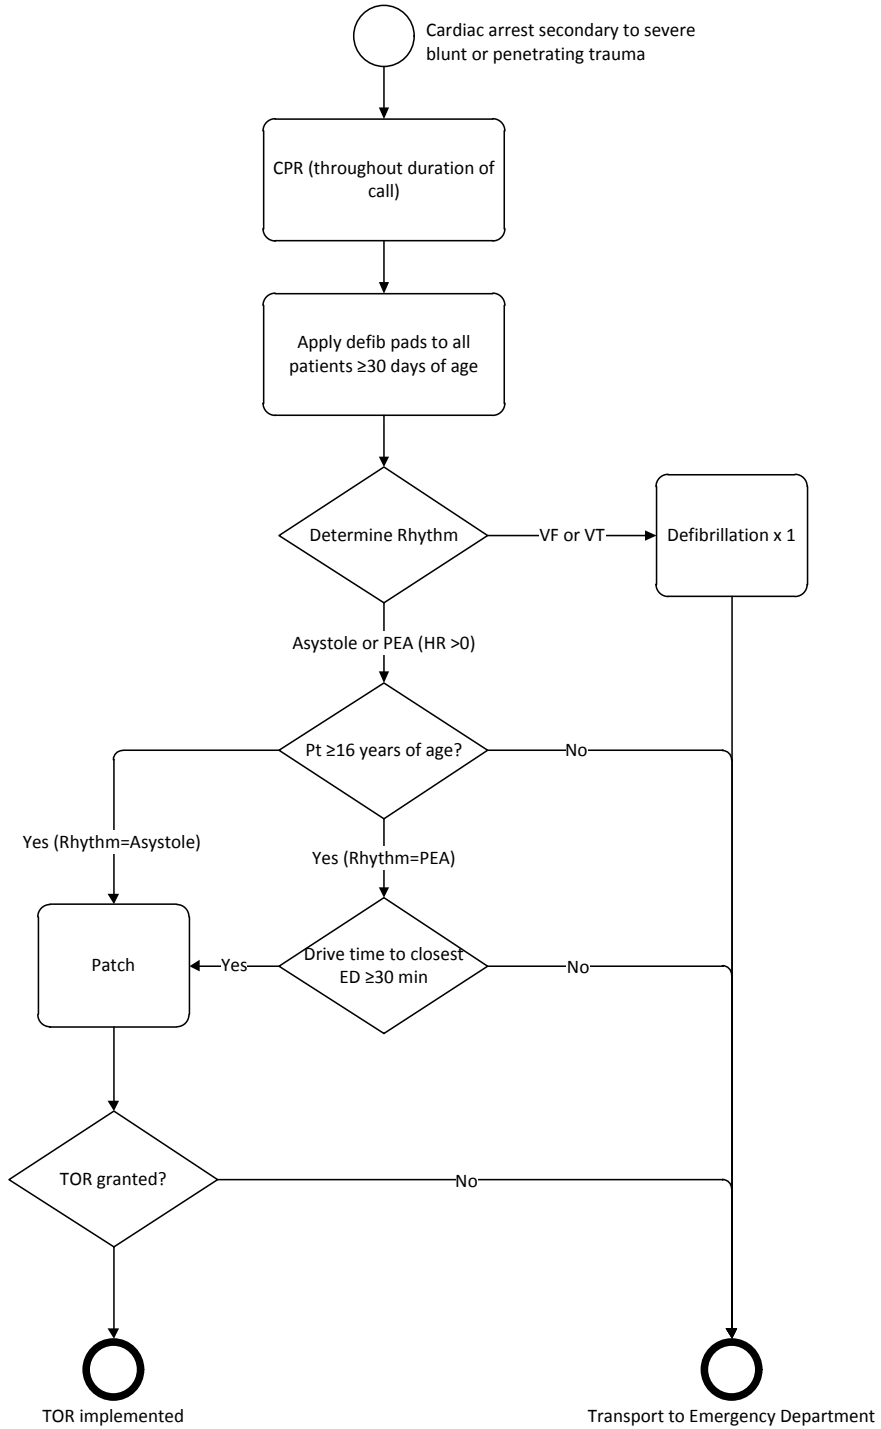 Cardiac arrest secondary to severe
blunt or penetrating trauma
CPR (throughout duration of
call)
Apply defib pads to all
patients ≥30 days of age
Determine Rhythm
VF or VT
Defibrillation x 1
Asystole or PEA (HR >0)
Pt ≥16 years of age?
No
Yes (Rhythm=Asystole)
Yes (Rhythm=PEA)
Patch
Yes
Drive time to closest
ED ≥30 min
No
TOR granted?
No
TOR implemented
Transport to Emergency Department